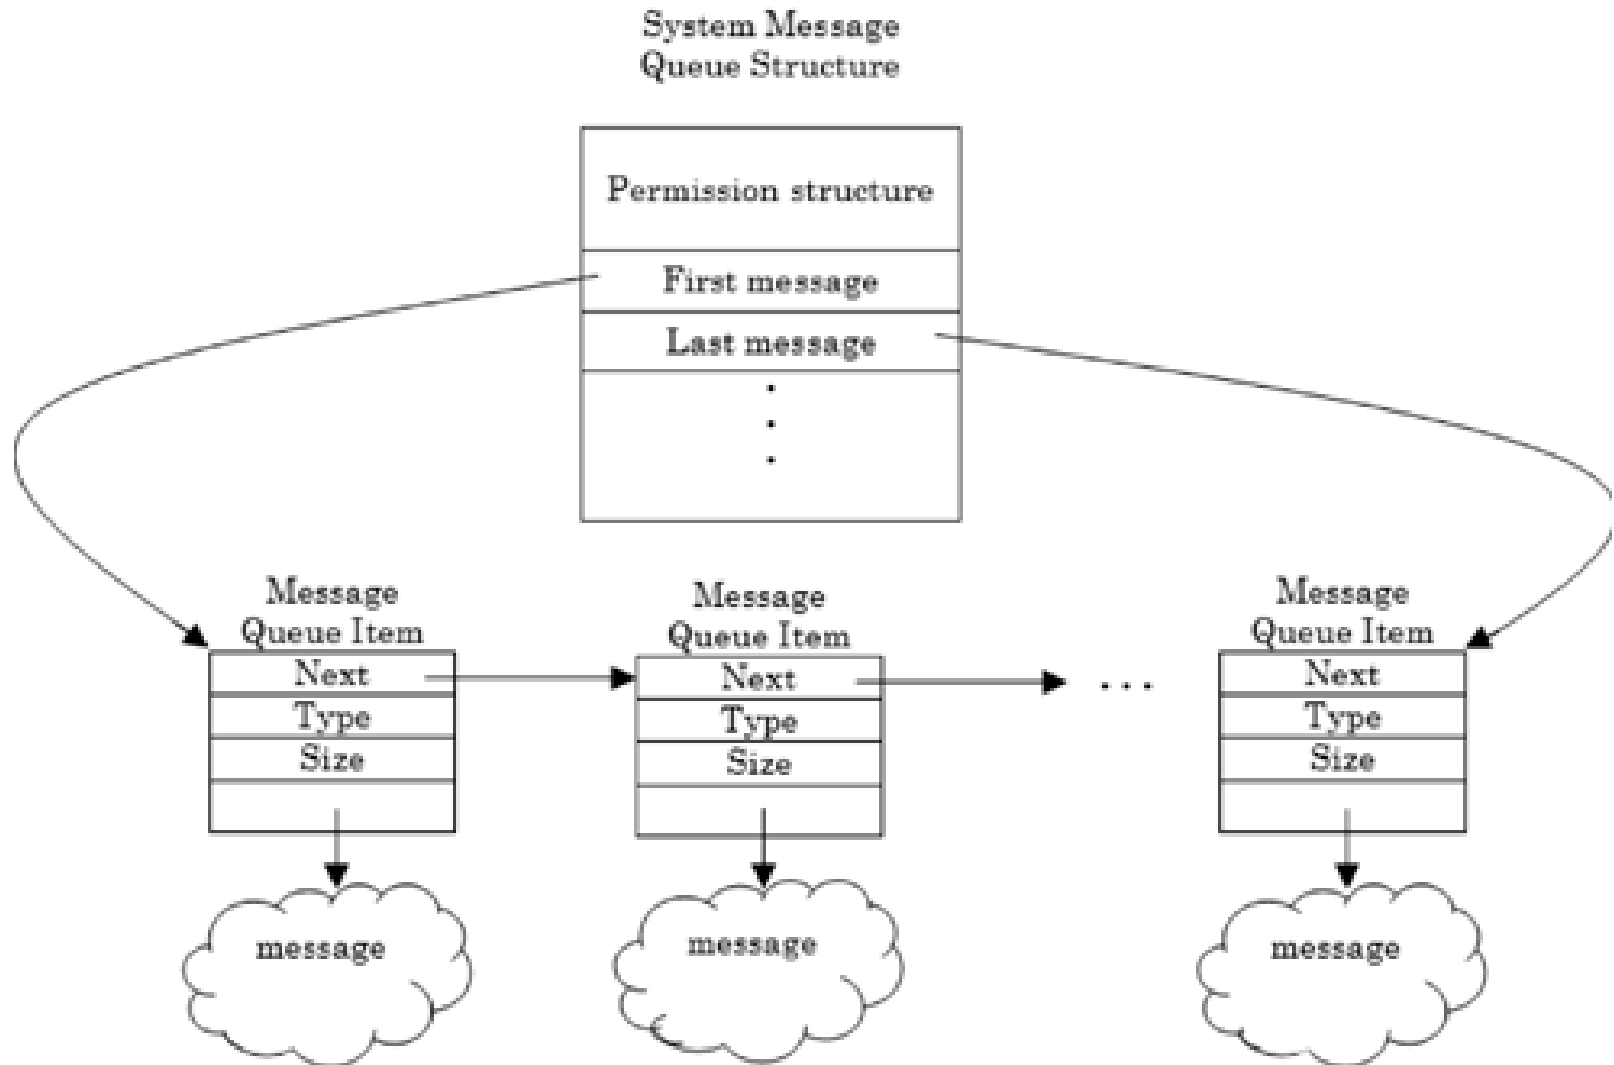 System Message
Queue Structure
Permission structure
First message
Last message
.
.
.
Message
Queue Item
Next
Type
Size
message
Message
Queue Item
Next
Type
Size
message
...
Message
Queue Item
Next
Type
Size
message